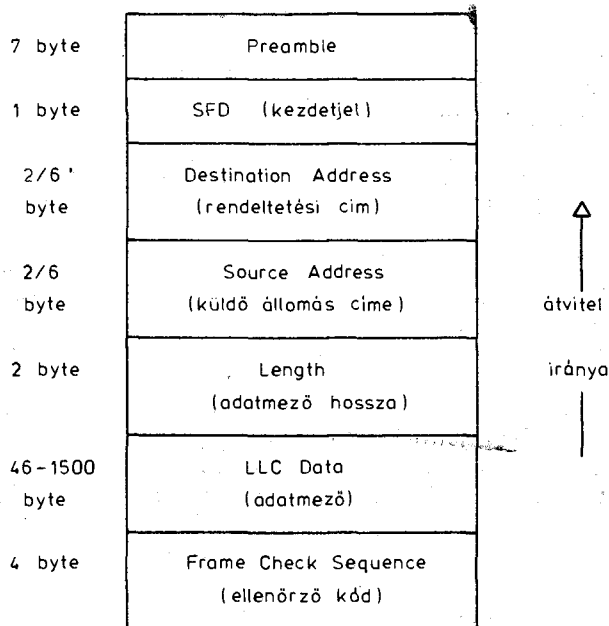 7 byte Preamble
1 byte SFD (kezdetjel)
2/6 ' Destination Address
byte (rendeltetési cim)
2/6 Source Address
byte (küldő állomás címe)
átvitel
2 byte Length
iránya
(adatmező hossza)
46-1500 LLC Data
byte (adatmező)
4 byte Frame Check Sequence
(ellenőrző kód)